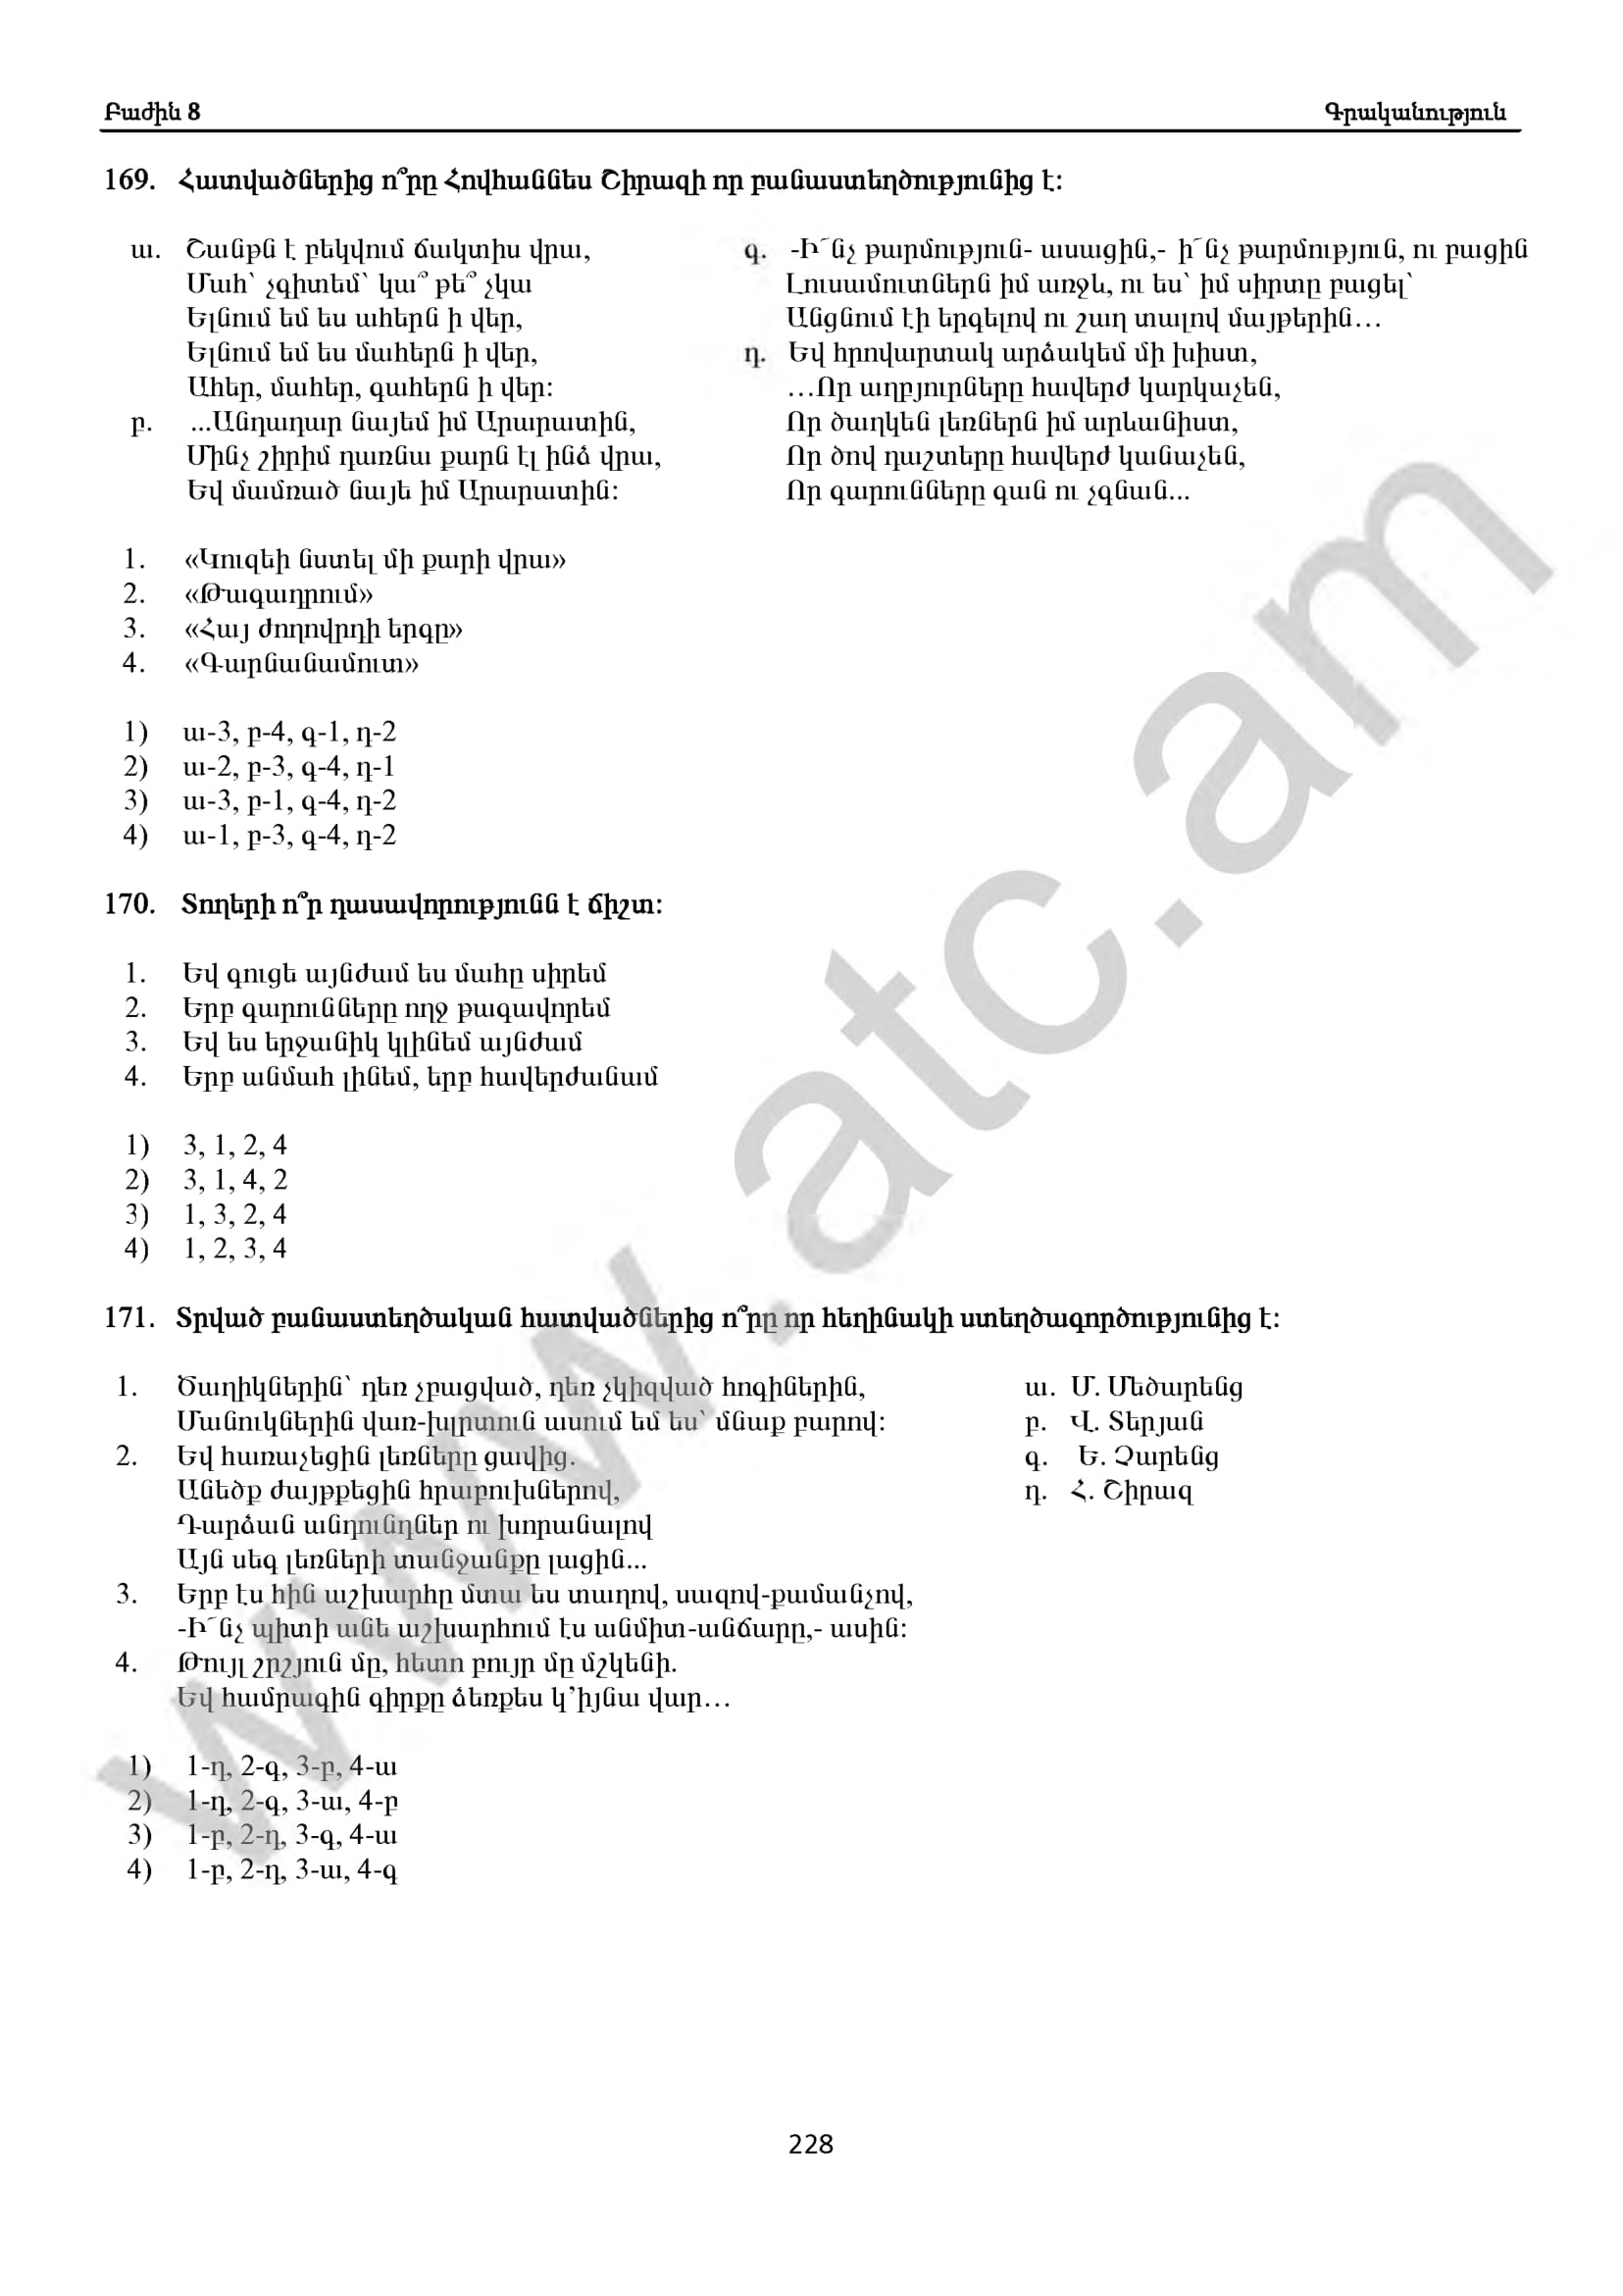 Բաժին 8
Գրականություն
169. Հատվածներից ո՞րը Հովհաննես Շիրազի որ բանաստեղծությունից է:
ա. Շանթն է բեկվում ճակտիս վրա,
Մահ՝ չգիտեմ՝ կա՞ թե՞ չկա
Ելնում եմ ես ահերն ի վեր,
Ելնում եմ ես մահերն ի վեր,
Ահեր, մահեր, գահերն ի վեր:
բ. ...Անդադար նայեմ իմ Արարատին,
Մինչ շիրիմ դառնա քարն էլ ինձ վրա,
Եվ մամռած նայե իմ Արարատին:
գ. -Ի՜նչ թարմություն- ասացին,- ի՜նչ թարմություն, ու բացին
Լուսամուտներն իմ առջև, ու ես՝ իմ սիրտը բացել՝
Անցնում էի երգելով ու շաղ տալով մայթերին…
դ. Եվ հրովարտակ արձակեմ մի խիստ,
…Որ աղբյուրները հավերժ կարկաչեն,
Որ ծաղկեն լեռներն իմ արևանիստ,
Որ ծով դաշտերը հավերժ կանաչեն,
Որ գարունները գան ու չգնան...
1. «Կուզեի նստել մի քարի վրա»
2. «Թագադրում»
3. «Հայ ժողովրդի երգը»
4. «Գարնանամուտ»
1) ա-3, բ-4, գ-1, դ-2
2) ա-2, բ-3, գ-4, դ-1
3) ա-3, բ-1, գ-4, դ-2
4) ա-1, բ-3, գ-4, դ-2
170. Տողերի ո՞ր դասավորությունն է ճիշտ:
1. Եվ գուցե այնժամ ես մահը սիրեմ
2. Երբ գարունները ողջ թագավորեմ
3. Եվ ես երջանիկ կլինեմ այնժամ
4. Երբ անմահ լինեմ, երբ հավերժանամ
1) 3, 1, 2, 4
2) 3, 1, 4, 2
3) 1, 3, 2, 4
4) 1, 2, 3, 4
171. Տրված բանաստեղծական հատվածներից ո՞րը որ հեղինակի ստեղծագործությունից է:
1. Ծաղիկներին՝ դեռ չբացված, դեռ չկիզված հոգիներին,
Մանուկներին վառ-խլրտուն ասում եմ ես՝ մնաք բարով:
2. Եվ հառաչեցին լեռները ցավից.
Անեծք ժայթքեցին հրաբուխներով,
Դարձան անդունդներ ու խորանալով
Այն սեգ լեռների տանջանքը լացին...
3. Երբ էս հին աշխարհը մտա ես տաղով, սազով-քամանչով,
-Ի՜նչ պիտի անե աշխարհում էս անմիտ-անճարը,- ասին:
4. Թույլ շրշյուն մը, հետո բույր մը մշկենի.
Եվ համրագին գիրքը ձեռքես կ’իյնա վար…
ա. Մ. Մեծարենց
բ. Վ. Տերյան
գ. Ե. Չարենց
դ. Հ. Շիրազ
1) 1-դ, 2-գ, 3-բ, 4-ա
2) 1-դ, 2-գ, 3-ա, 4-բ
3) 1-բ, 2-դ, 3-գ, 4-ա
4) 1-բ, 2-դ, 3-ա, 4-գ
228
www.atc.am